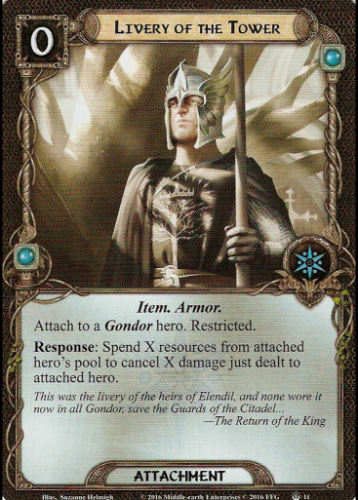 0
LIVERY OF THE TOWER
Item. Armor.
Attach to a Gondor hero. Restricted.
Response: Spend X resources from attached
hero's pool to cancel X damage just dealt to
attached hero.
This was the livery of the heirs of Elendil, and none wore it
now in all Gondor, save the Guards of the Citadel...
—The Return of the King
ATTACHMENT
Illus. Suzanne Helmigh © 2016 Middle-earth Enterprises © 2016 FFG 11